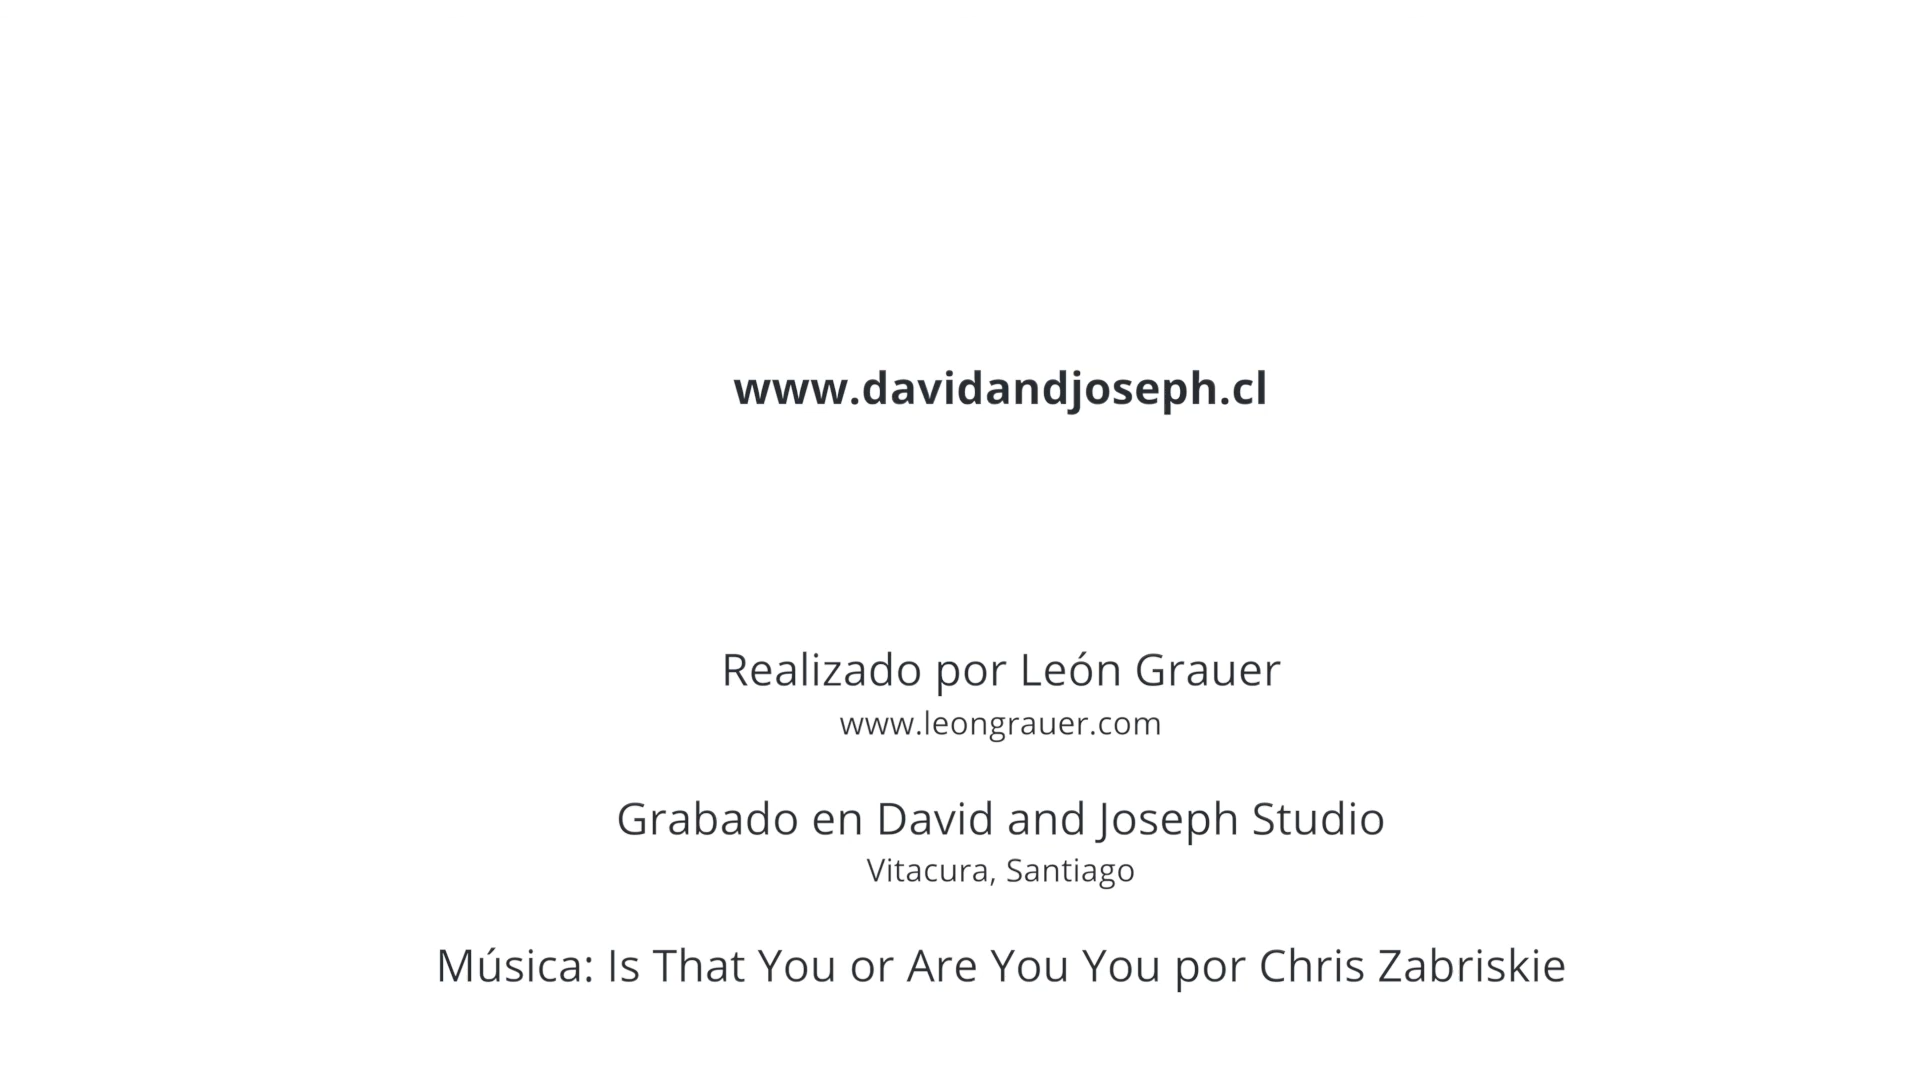 www.davidandjoseph.cl
Realizado por León Grauer
www.leongrauer.com
Grabado en David and Joseph Studio
Vitacura, Santiago
Música: Is That You or Are You You por Chris Zabriskie